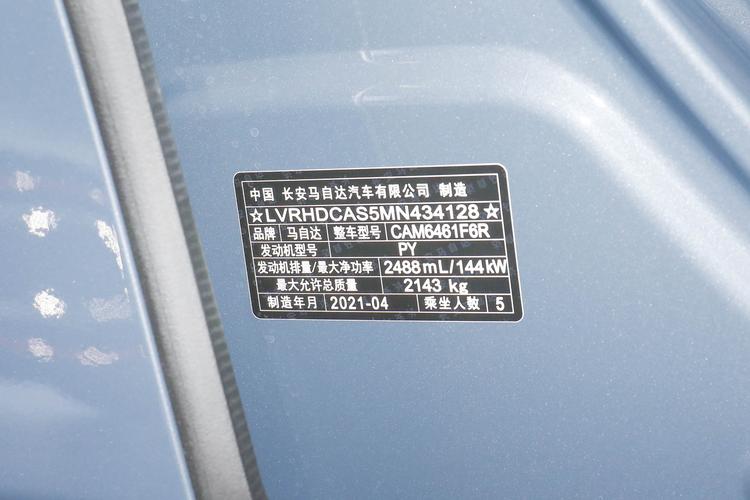 中国 长安马自达汽车有限公司 制造
☆LVRHDCAS5MN434128☆
品牌 马自达 整车型号 CAM6461F6R
发动机型号 PY
发动机排量/最大净功率 2488mL/144kW
最大允许总质量 2143 kg
制造年月 2021-04 乘坐人数 5